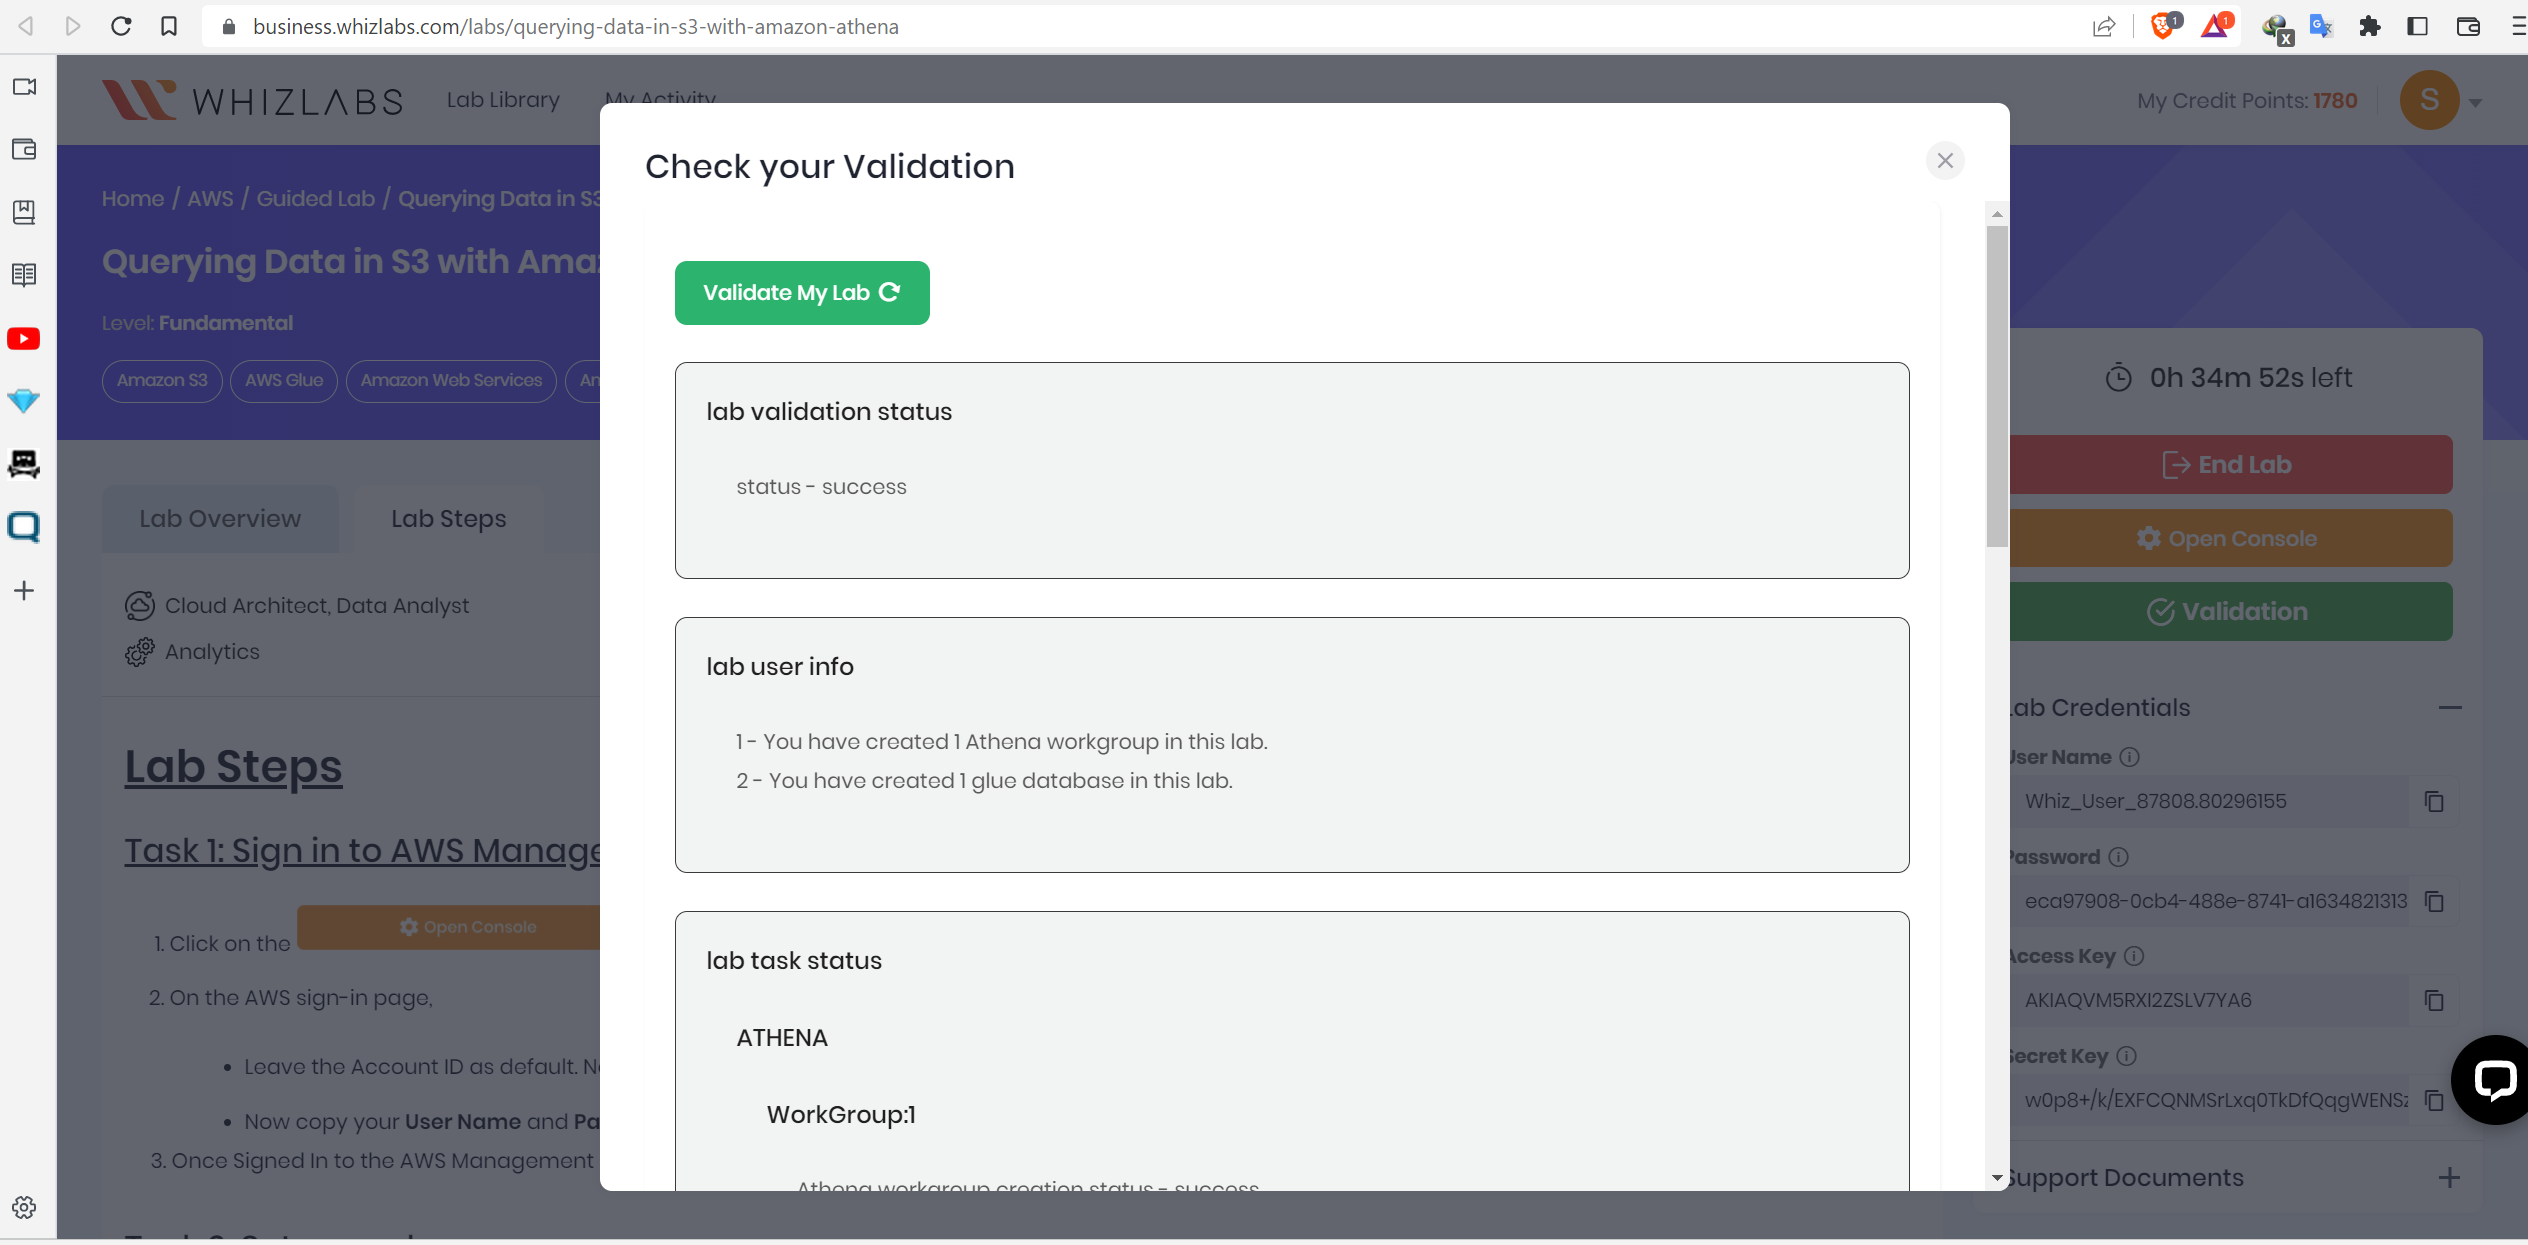 business.whizlabs.com/labs/querying-data-in-s3-with-amazon-athena
1
1
X
WHIZLABS
Lab Library
My Activity
My Credit Points: 1780
S
Home / AWS / Guided Lab / Querying Data in S3
Querying Data in S3 with Ama
Level: Fundamental
Amazon S3
AWS Glue
Amazon Web Services
Lab Overview
Lab Steps
Cloud Architect, Data Analyst
Analytics
Lab Steps
Task 1: Sign in to AWS Manage
1. Click on the
Open Console
2. On the AWS sign-in page,
Leave the Account ID as default.
Now copy your User Name and Pa
3. Once Signed In to the AWS Management
Check your Validation
Validate My Lab
lab validation status
status - success
lab user info
1 - You have created 1 Athena workgroup in this lab.
2 - You have created 1 glue database in this lab.
lab task status
ATHENA
WorkGroup:1
Athena workgroup creation status - success
0h 34m 52s left
End Lab
Open Console
Validation
Lab Credentials
User Name
Whiz_User_87808.80296155
Password
eca97908-0cb4-488e-8741-a1634821313
Access Key
AKIAQVM5RXI2ZSLV7YA6
Secret Key
w0p8+/k/EXFCQNMSrLxq0TkDfQqgWENSz
Support Documents